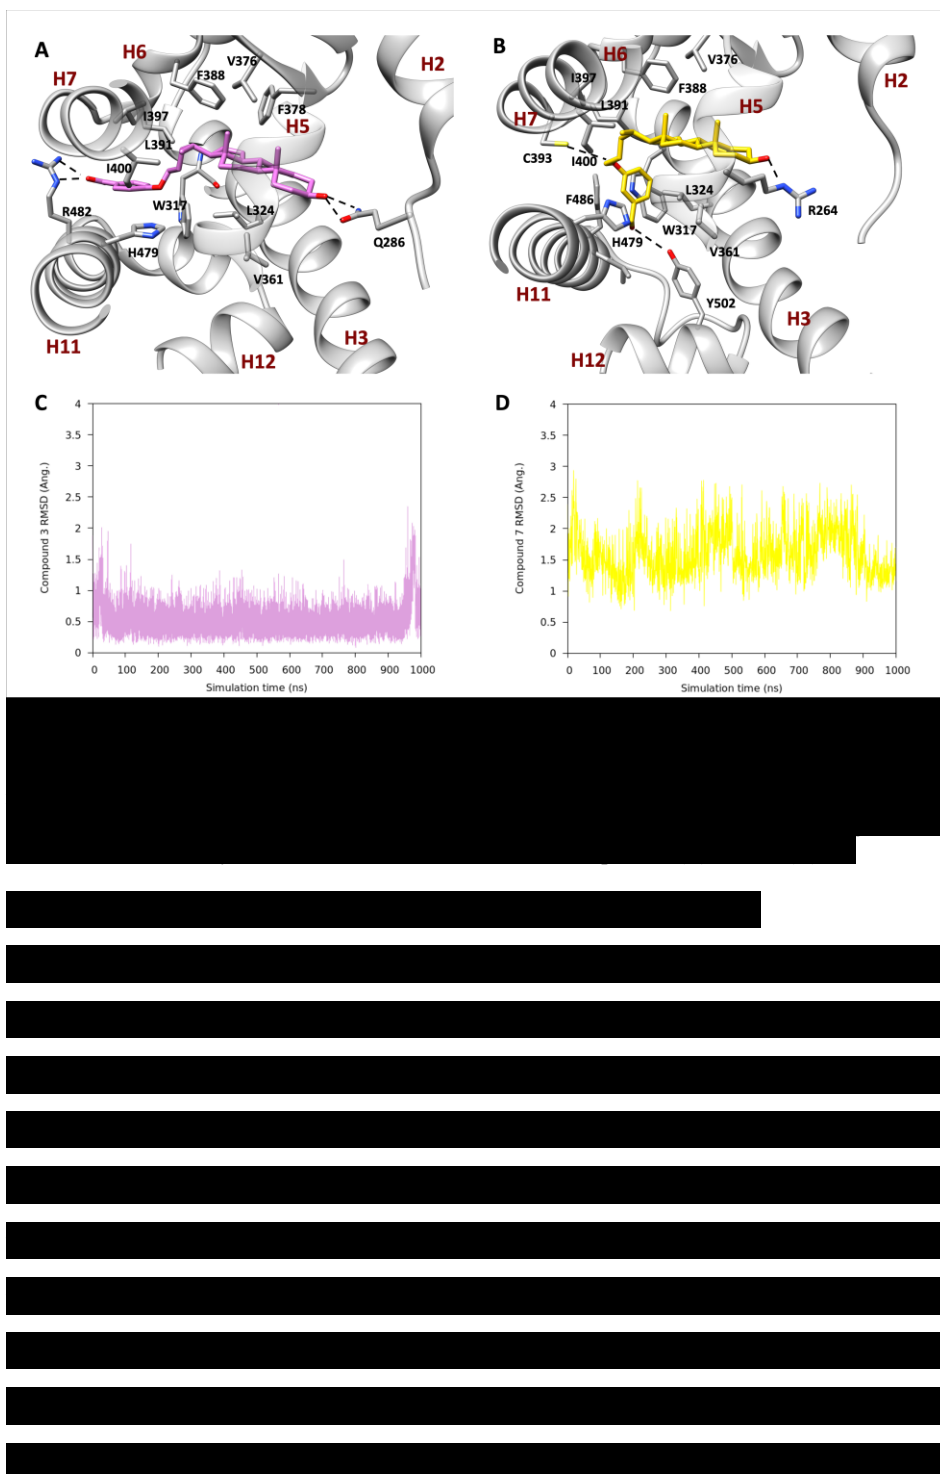 A
H6
V376
H2
F388
H7
F378
I397
H5
L391
I400
R482
W317
L324
Q286
H479
V361
H11
H12
H3
B
H6
V376
H2
I397
F388
H5
L391
H7
C393
I400
L324
F486
W317
R264
H479
V361
H11
Y502
H3
H12
C
4
3.5
3
2.5
2
1.5
1
0.5
0
Compound 3 RMSD (Ang.)
0 100 200 300 400 500 600 700 800 900 1000
Simulation time (ns)
D
4
3.5
3
2.5
2
1.5
1
0.5
0
Compound 7 RMSD (Ang.)
0 100 200 300 400 500 600 700 800 900 1000
Simulation time (ns)